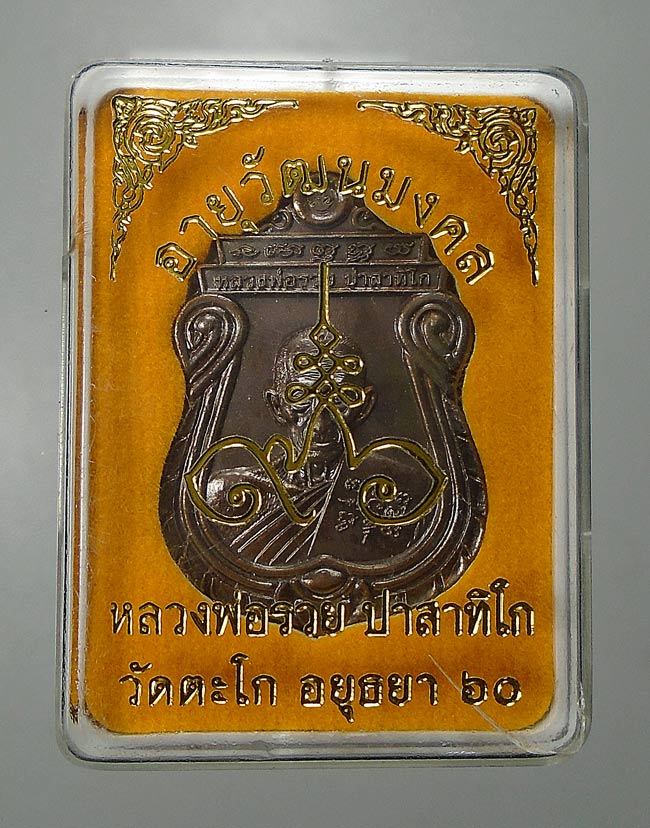 อายุวัฒนมงคล
หลวงพ่อรวย ปาสาทิโก
หลวงพ่อรวย ปาสาทิโก
วัดตะโก อยุธยา ๖๐